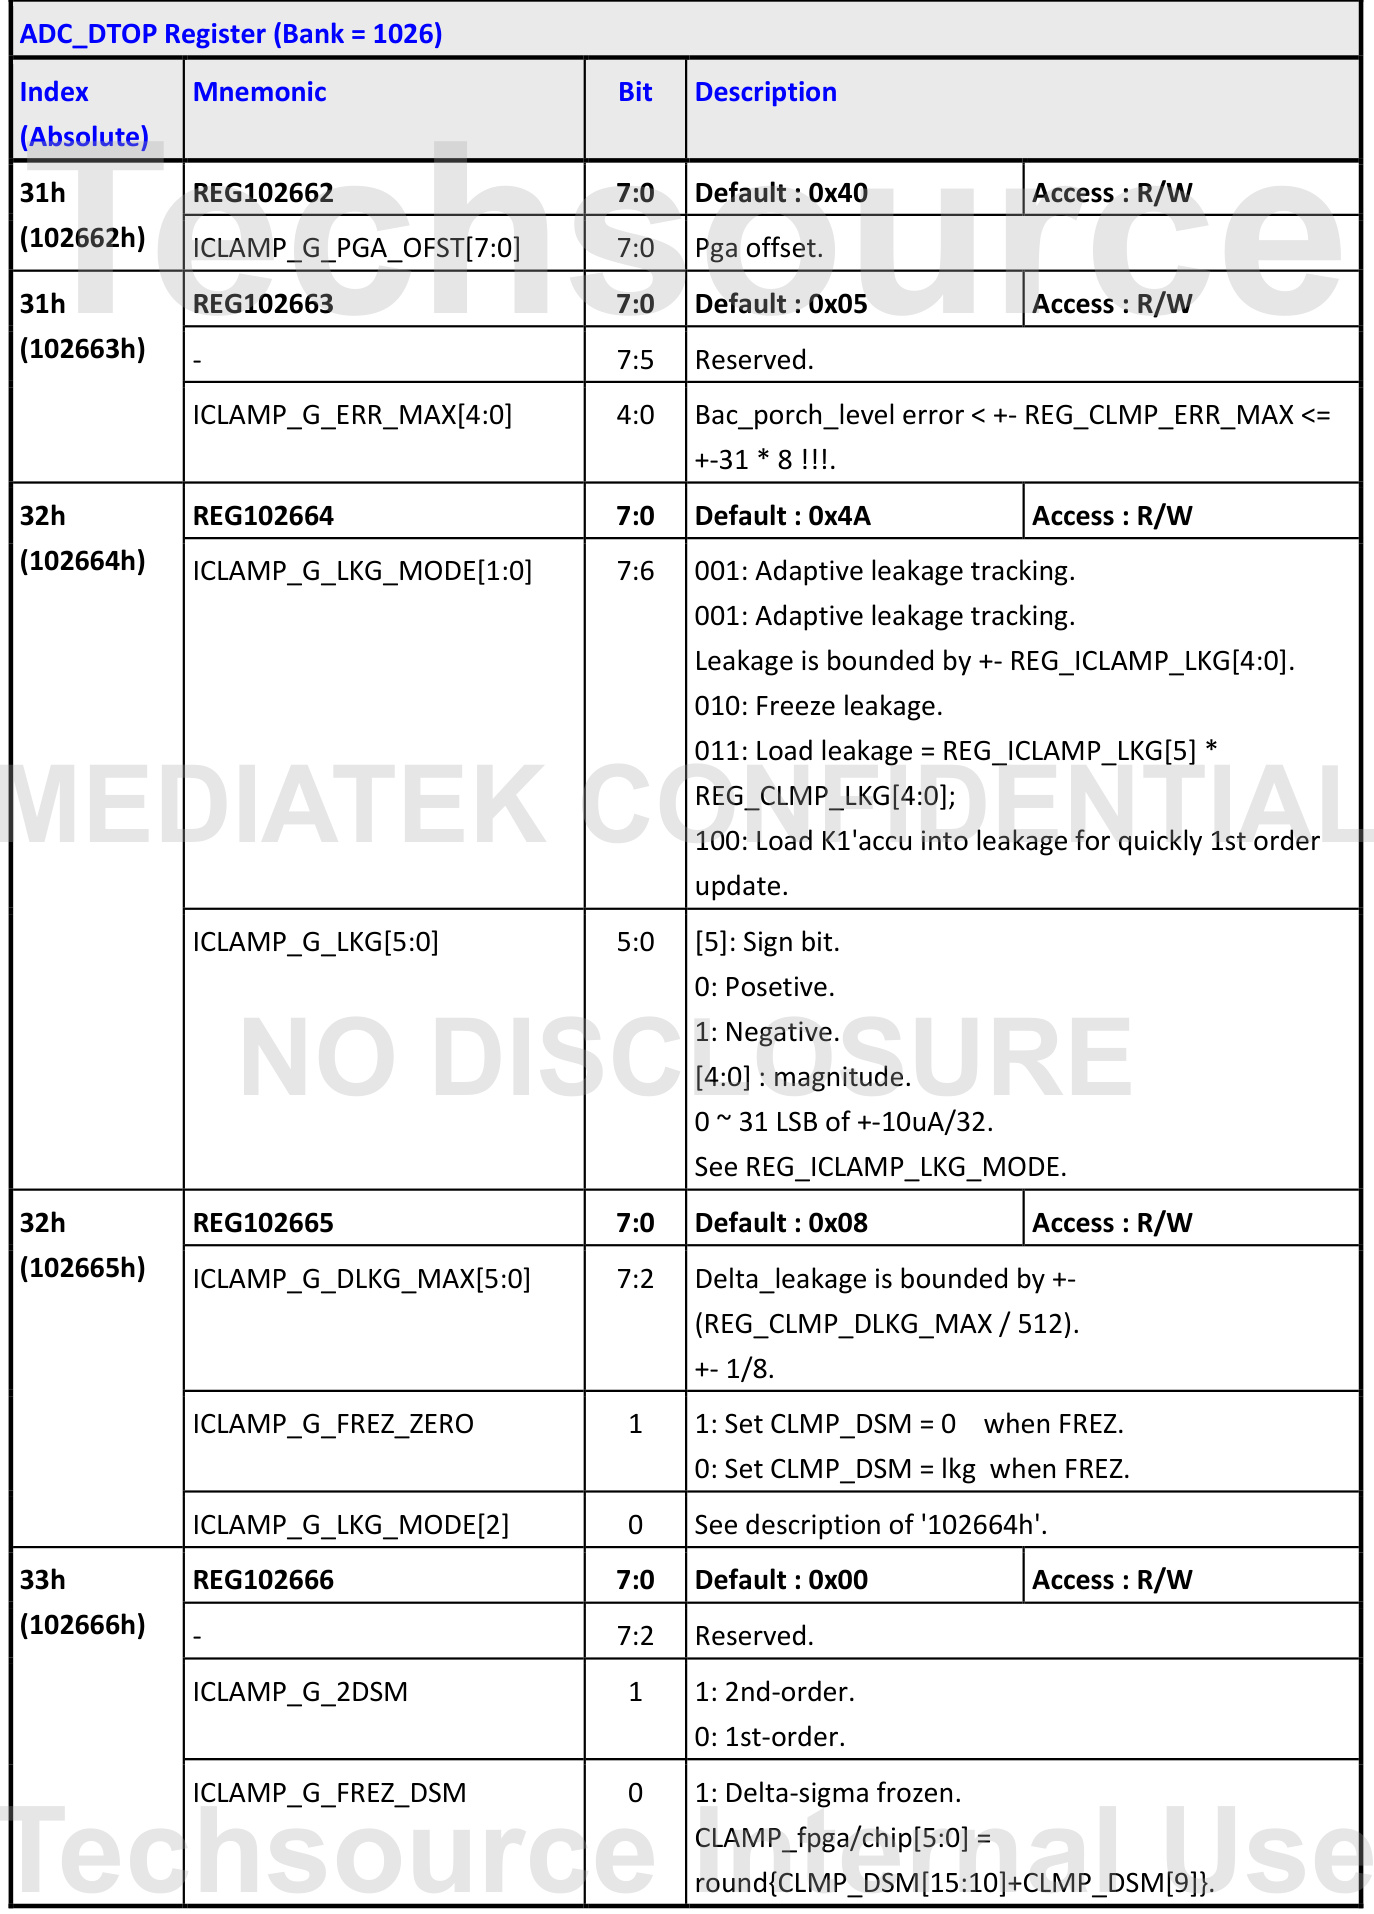 ADC_DTOP Register (Bank = 1026)
Index
(Absolute)
Mnemonic
Bit
Description
31h
(102662h)
REG102662
7:0
Default : 0x40
Access : R/W
ICLAMP_G_PGA_OFST[7:0]
7:0
Pga offset.
31h
(102663h)
REG102663
7:0
Default : 0x05
Access : R/W
-
7:5
Reserved.
ICLAMP_G_ERR_MAX[4:0]
4:0
Bac_porch_level error < +- REG_CLMP_ERR_MAX <=
+-31 * 8 !!!.
32h
(102664h)
REG102664
7:0
Default : 0x4A
Access : R/W
ICLAMP_G_LKG_MODE[1:0]
7:6
001: Adaptive leakage tracking.
001: Adaptive leakage tracking.
Leakage is bounded by +- REG_ICLAMP_LKG[4:0].
010: Freeze leakage.
011: Load leakage = REG_ICLAMP_LKG[5] *
REG_CLMP_LKG[4:0];
100: Load K1'accu into leakage for quickly 1st order
update.
ICLAMP_G_LKG[5:0]
5:0
[5]: Sign bit.
0: Posetive.
1: Negative.
[4:0] : magnitude.
0 ~ 31 LSB of +-10uA/32.
See REG_ICLAMP_LKG_MODE.
32h
(102665h)
REG102665
7:0
Default : 0x08
Access : R/W
ICLAMP_G_DLKG_MAX[5:0]
7:2
Delta_leakage is bounded by +-
(REG_CLMP_DLKG_MAX / 512).
+- 1/8.
ICLAMP_G_FREZ_ZERO
1
1: Set CLMP_DSM = 0    when FREZ.
0: Set CLMP_DSM = lkg  when FREZ.
ICLAMP_G_LKG_MODE[2]
0
See description of '102664h'.
33h
(102666h)
REG102666
7:0
Default : 0x00
Access : R/W
-
7:2
Reserved.
ICLAMP_G_2DSM
1
1: 2nd-order.
0: 1st-order.
ICLAMP_G_FREZ_DSM
0
1: Delta-sigma frozen.
CLAMP_fpga/chip[5:0] =
round{CLMP_DSM[15:10]+CLMP_DSM[9]}.
Techsource
MEDIATEK CONFIDENTIAL
NO DISCLOSURE
Techsource Internal Use